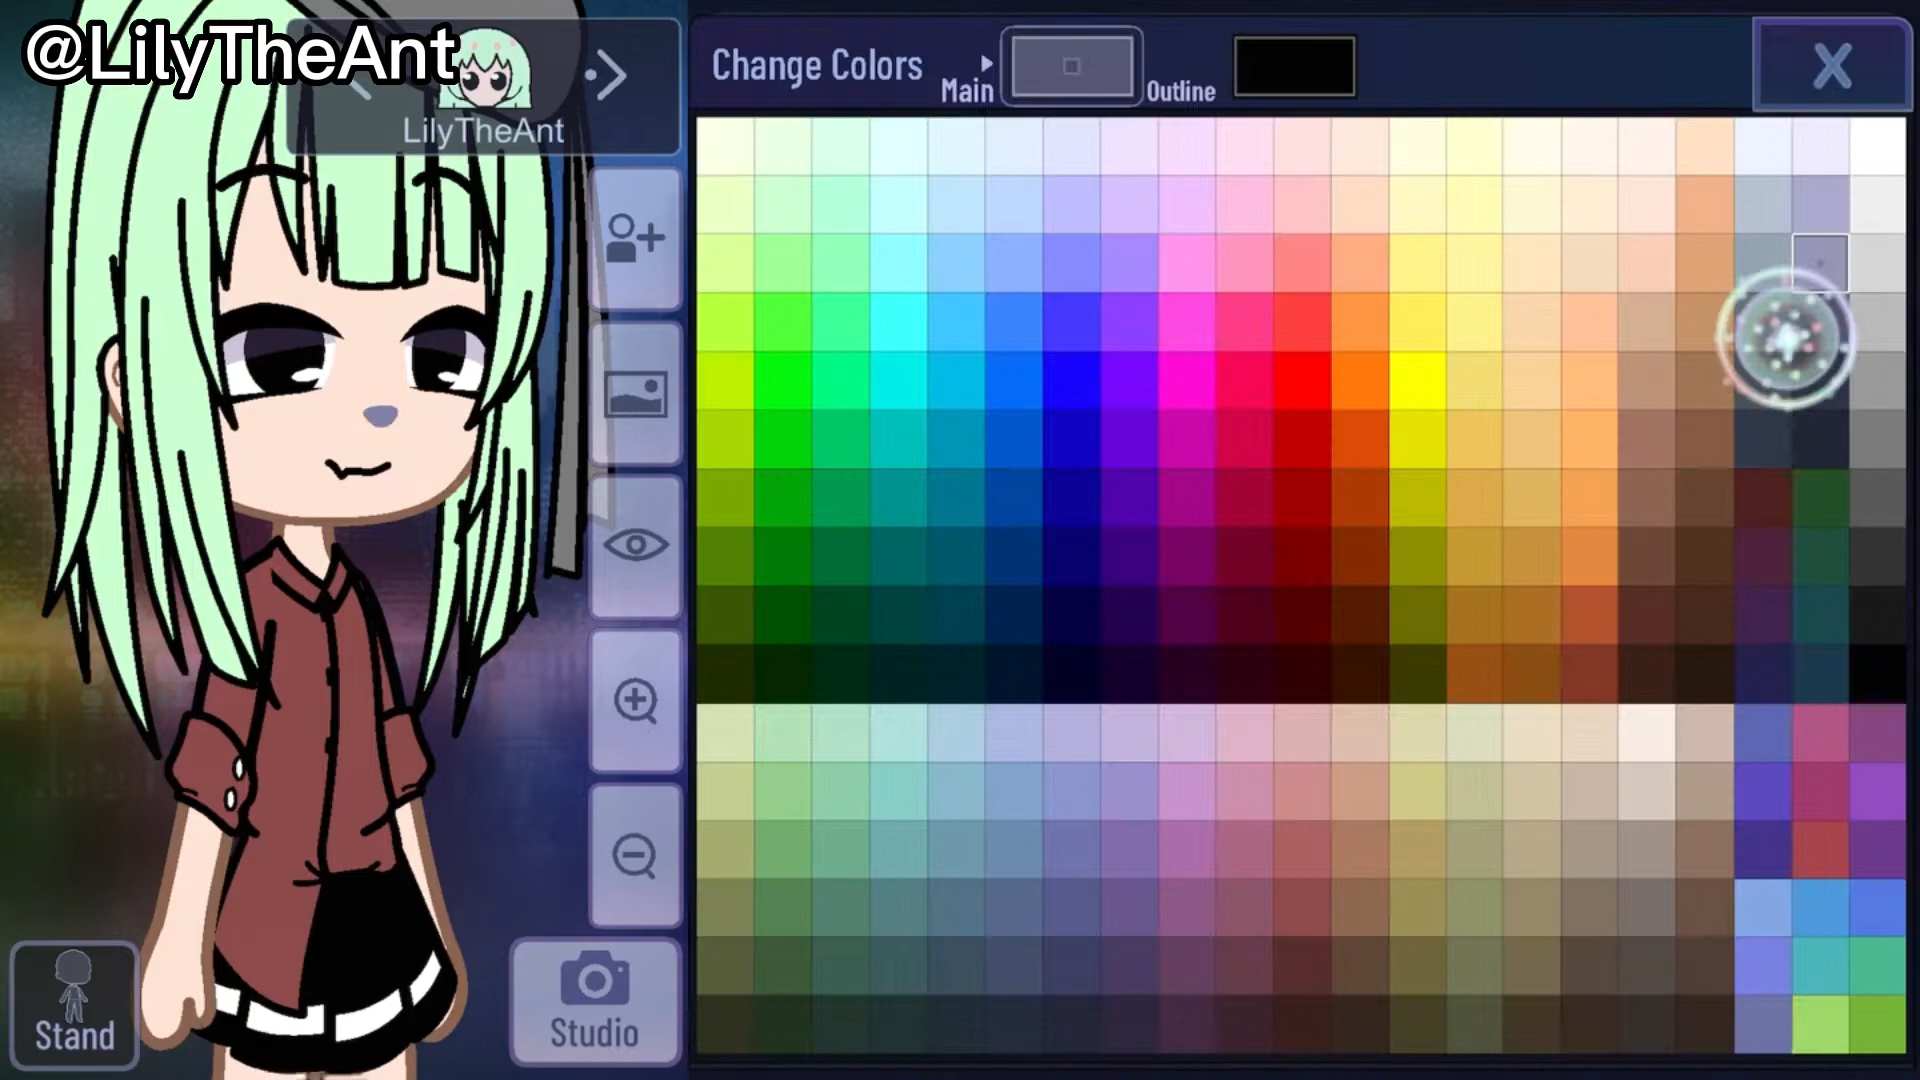 @LilyTheAnt
LilyTheAnt
Change Colors
Main
Outline
X
Stand
Studio